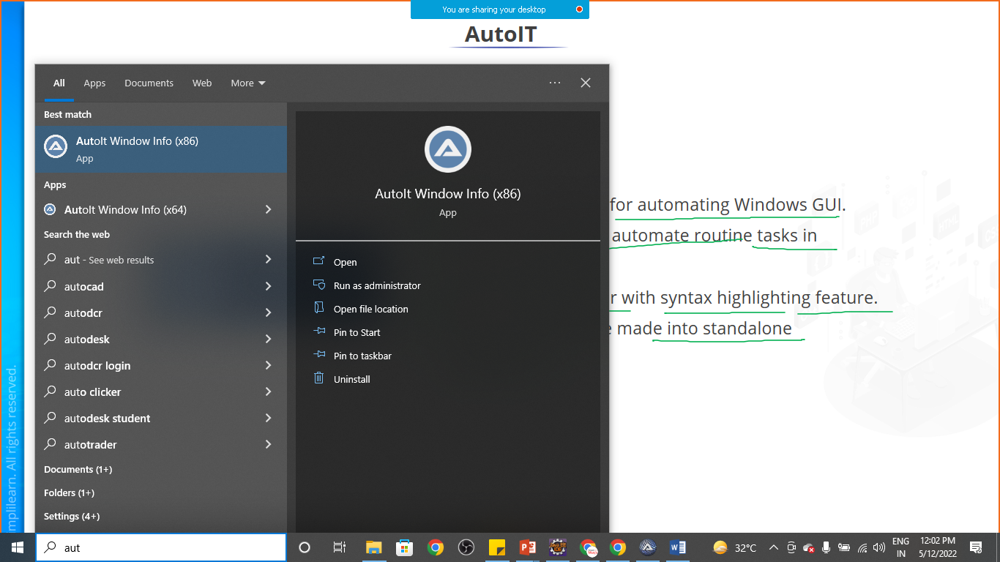 You are sharing your desktop
AutoIT
All Apps Documents Web More
Best match
AutoIt Window Info (x86)
App
Apps
AutoIt Window Info (x64)
Search the web
aut - See web results
autocad
autodcr
autodesk
autodcr login
auto clicker
autodesk student
autotrader
Documents (1+)
Folders (1+)
Settings (4+)
aut
AutoIt Window Info (x86)
App
Open
Run as administrator
Open file location
Pin to Start
Pin to taskbar
Uninstall
for automating Windows GUI.
automate routine tasks in
r with syntax highlighting feature.
e made into standalone
mplilearn. All rights reserved.
PHP
HTML
32°C
ENG
IN
12:02 PM
5/12/2022